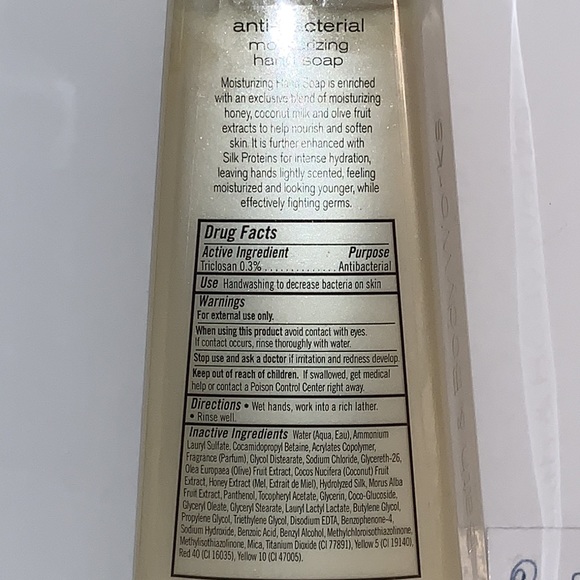 anti-bacterial
moisturizing
hand soap
Moisturizing Hand Soap is enriched
with an exclusive blend of moisturizing
honey, coconut milk and olive fruit
extracts to help nourish and soften
skin. It is further enhanced with
Silk Proteins for intense hydration,
leaving hands lightly scented, feeling
moisturized and looking younger, while
effectively fighting germs.
Drug Facts
Active Ingredient Purpose
Triclosan 0.3% .................. Antibacterial
Use Handwashing to decrease bacteria on skin
Warnings
For external use only.
When using this product avoid contact with eyes.
If contact occurs, rinse thoroughly with water.
Stop use and ask a doctor if irritation and redness develop.
Keep out of reach of children. If swallowed, get medical
help or contact a Poison Control Center right away.
Directions • Wet hands, work into a rich lather.
• Rinse well.
Inactive Ingredients Water (Aqua, Eau), Ammonium
Lauryl Sulfate, Cocamidopropyl Betaine, Acrylates Copolymer,
Fragrance (Parfum), Glycol Distearate, Sodium Chloride, Glycereth-26,
Olea Europaea (Olive) Fruit Extract, Cocos Nucifera (Coconut) Fruit
Extract, Honey Extract (Mel, Extrait de Miel), Hydrolyzed Silk, Morus Alba
Fruit Extract, Panthenol, Tocopheryl Acetate, Glycerin, Coco-Glucoside,
Glyceryl Oleate, Glyceryl Stearate, Lauryl Lactyl Lactate, Butylene Glycol,
Propylene Glycol, Triethylene Glycol, Disodium EDTA, Benzophenone-4,
Sodium Hydroxide, Benzoic Acid, Benzyl Alcohol, Methylchloroisothiazolinone,
Methylisothiazolinone, Mica, Titanium Dioxide (CI 77891), Yellow 5 (CI 19140),
Red 40 (CI 16035), Yellow 10 (CI 47005).